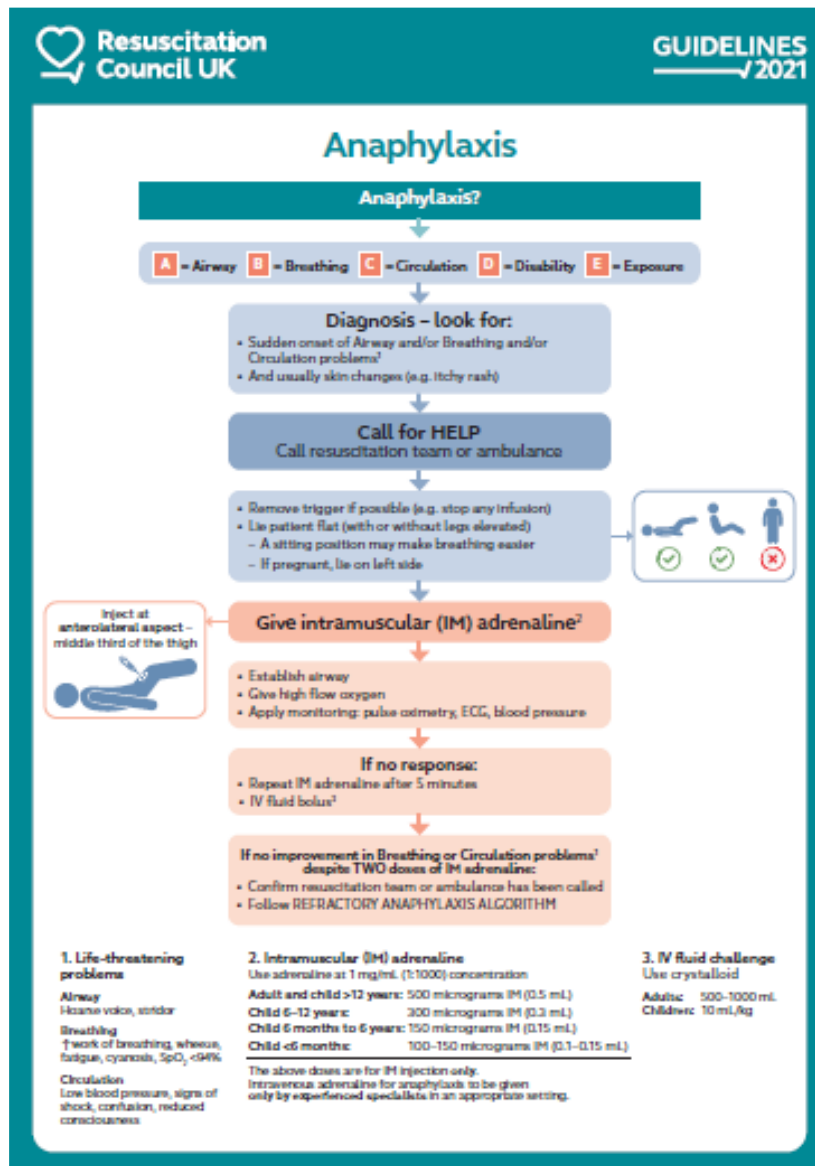 Resuscitation
Council UK
GUIDELINES
2021
Anaphylaxis
Anaphylaxis?
A = Airway B = Breathing C = Circulation D = Disability E = Exposure
Diagnosis – look for:
• Sudden onset of Airway and/or Breathing and/or
Circulation problems¹
• And usually skin changes (e.g. itchy rash)
Call for HELP
Call resuscitation team or ambulance
• Remove trigger if possible (e.g. stop any infusion)
• Lie patient flat (with or without legs elevated)
– A sitting position may make breathing easier
– If pregnant, lie on left side
Inject at
anterolateral aspect –
middle third of the thigh
Give intramuscular (IM) adrenaline²
• Establish airway
• Give high flow oxygen
• Apply monitoring: pulse oximetry, ECG, blood pressure
If no response:
• Repeat IM adrenaline after 5 minutes
• IV fluid bolus³
If no improvement in Breathing or Circulation problems¹
despite TWO doses of IM adrenaline:
• Confirm resuscitation team or ambulance has been called
• Follow REFRACTORY ANAPHYLAXIS ALGORITHM
1. Life-threatening
problems
Airway
Hoarse voice, stridor
Breathing
↑work of breathing, wheeze,
fatigue, cyanosis, SpO₂ <94%
Circulation
Low blood pressure, signs of
shock, confusion, reduced
consciousness
2. Intramuscular (IM) adrenaline
Use adrenaline at 1 mg/mL (1:1000) concentration
Adult and child >12 years: 500 micrograms IM (0.5 mL)
Child 6–12 years: 300 micrograms IM (0.3 mL)
Child 6 months to 6 years: 150 micrograms IM (0.15 mL)
Child <6 months: 100–150 micrograms IM (0.1–0.15 mL)
The above doses are for IM injection only.
Intravenous adrenaline for anaphylaxis to be given
only by experienced specialists in an appropriate setting.
3. IV fluid challenge
Use crystalloid
Adults: 500–1000 mL
Children: 10 mL/kg